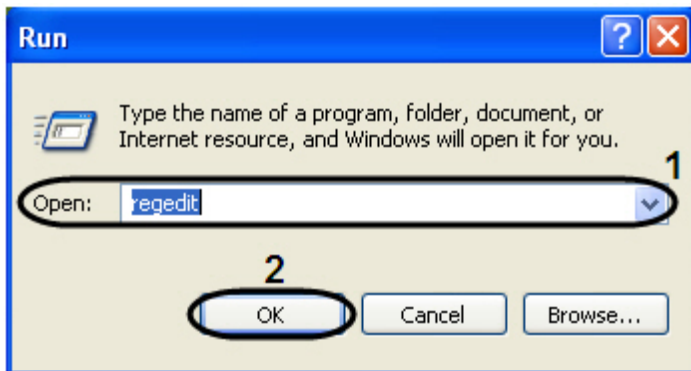 Run
Type the name of a program, folder, document, or
Internet resource, and Windows will open it for you.
1
Open: regedit
2
OK Cancel Browse...